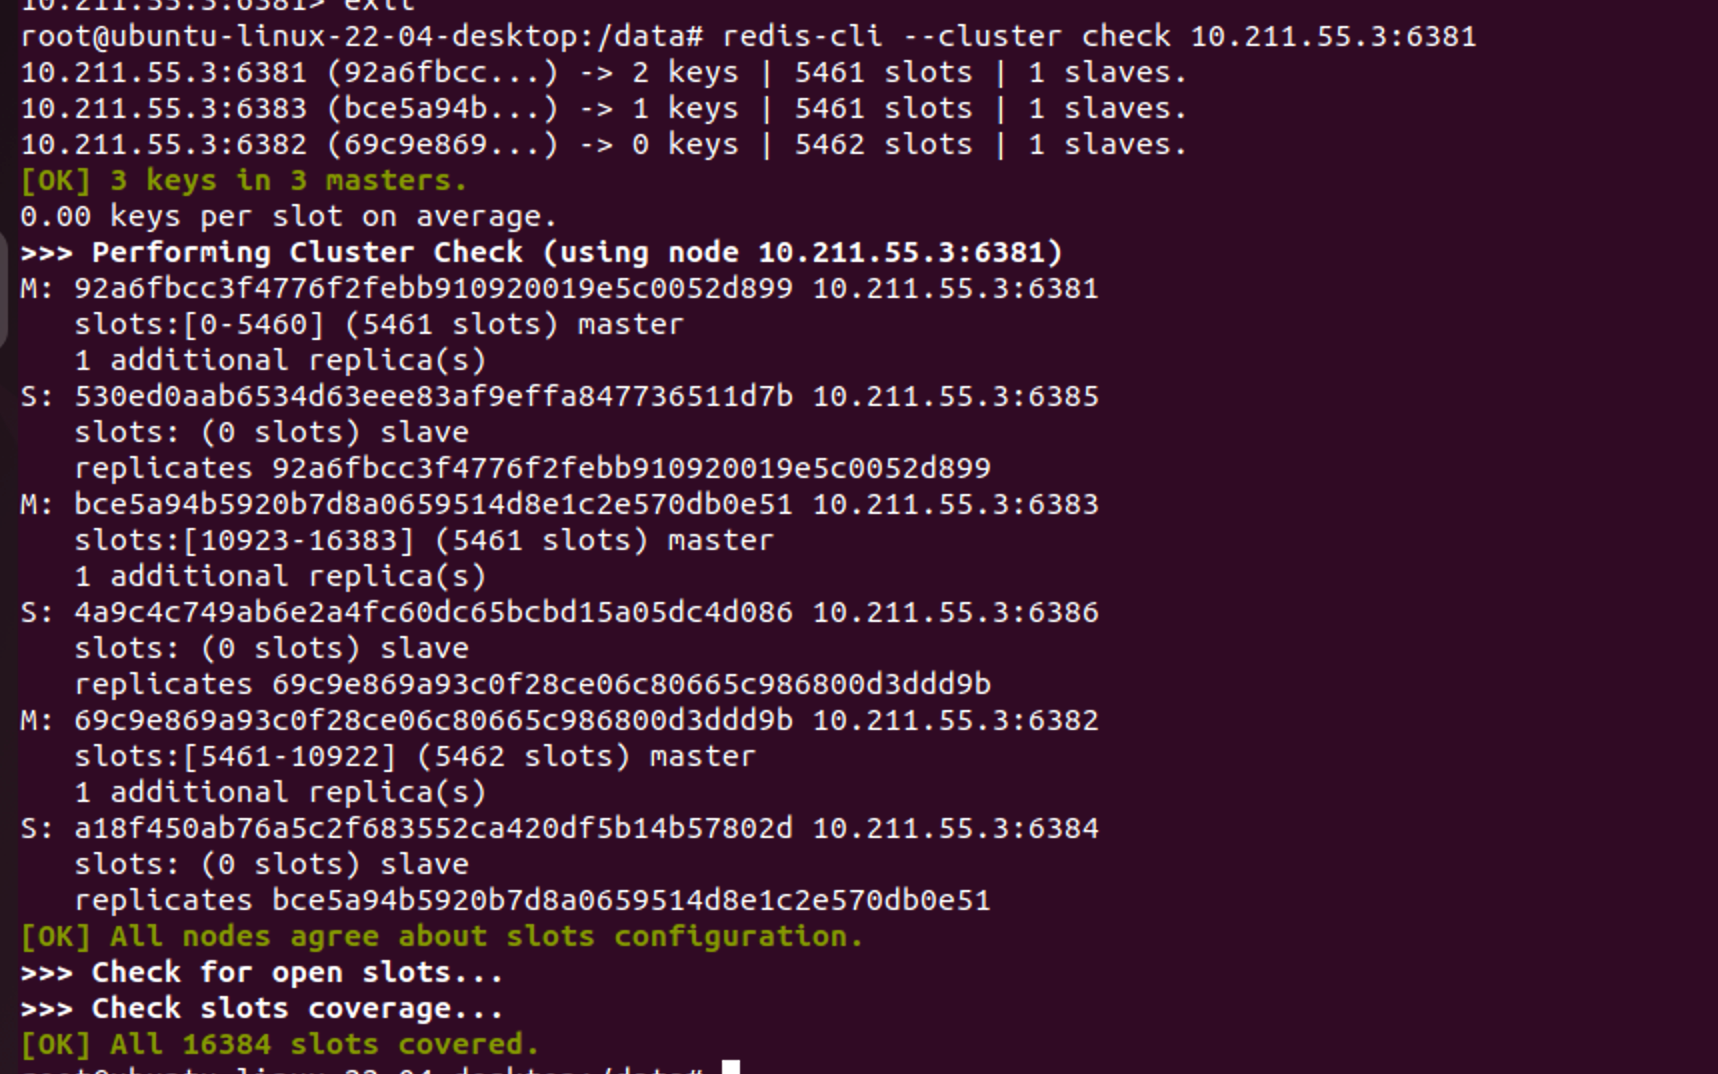 10.211.55.3:6381> exit
root@ubuntu-linux-22-04-desktop:/data# redis-cli --cluster check 10.211.55.3:6381
10.211.55.3:6381 (92a6fbcc...) -> 2 keys | 5461 slots | 1 slaves.
10.211.55.3:6383 (bce5a94b...) -> 1 keys | 5461 slots | 1 slaves.
10.211.55.3:6382 (69c9e869...) -> 0 keys | 5462 slots | 1 slaves.
[OK] 3 keys in 3 masters.
0.00 keys per slot on average.
>>> Performing Cluster Check (using node 10.211.55.3:6381)
M: 92a6fbcc3f4776f2febb910920019e5c0052d899 10.211.55.3:6381
   slots:[0-5460] (5461 slots) master
   1 additional replica(s)
S: 530ed0aab6534d63eee83af9effa847736511d7b 10.211.55.3:6385
   slots: (0 slots) slave
   replicates 92a6fbcc3f4776f2febb910920019e5c0052d899
M: bce5a94b5920b7d8a0659514d8e1c2e570db0e51 10.211.55.3:6383
   slots:[10923-16383] (5461 slots) master
   1 additional replica(s)
S: 4a9c4c749ab6e2a4fc60dc65bcbd15a05dc4d086 10.211.55.3:6386
   slots: (0 slots) slave
   replicates 69c9e869a93c0f28ce06c80665c986800d3ddd9b
M: 69c9e869a93c0f28ce06c80665c986800d3ddd9b 10.211.55.3:6382
   slots:[5461-10922] (5462 slots) master
   1 additional replica(s)
S: a18f450ab76a5c2f683552ca420df5b14b57802d 10.211.55.3:6384
   slots: (0 slots) slave
   replicates bce5a94b5920b7d8a0659514d8e1c2e570db0e51
[OK] All nodes agree about slots configuration.
>>> Check for open slots...
>>> Check slots coverage...
[OK] All 16384 slots covered.
root@ubuntu-linux-22-04-desktop:/data#